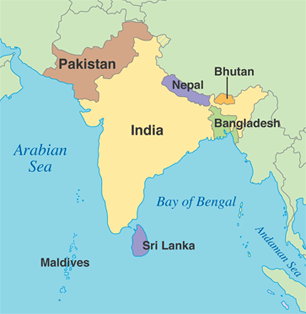 Pakistan
Nepal
Bhutan
India
Bangladesh
Arabian
Sea
Bay of Bengal
Sri Lanka
Maldives
Andaman Sea